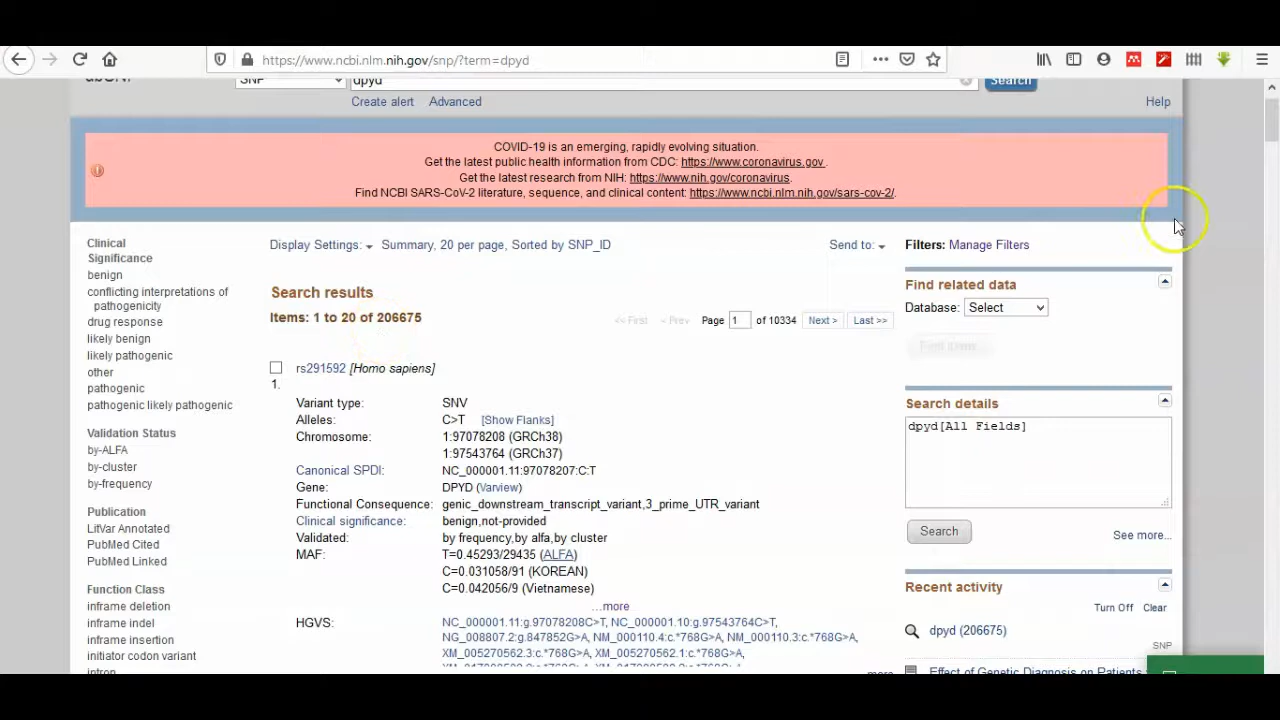 https://www.ncbi.nlm.nih.gov/snp/?term=dpyd
SNP
dpyd
Search
Create alert
Advanced
Help
COVID-19 is an emerging, rapidly evolving situation.
Get the latest public health information from CDC: https://www.coronavirus.gov .
Get the latest research from NIH: https://www.nih.gov/coronavirus.
Find NCBI SARS-CoV-2 literature, sequence, and clinical content: https://www.ncbi.nlm.nih.gov/sars-cov-2/.
Clinical
Significance
benign
conflicting interpretations of
pathogenicity
drug response
likely benign
likely pathogenic
other
pathogenic
pathogenic likely pathogenic
Validation Status
by-ALFA
by-cluster
by-frequency
Publication
LitVar Annotated
PubMed Cited
PubMed Linked
Function Class
inframe deletion
inframe indel
inframe insertion
initiator codon variant
intron
Display Settings:
Summary, 20 per page, Sorted by SNP_ID
Send to:
Search results
Items: 1 to 20 of 206675
<< First
< Prev
Page
1
of 10334
Next >
Last >>
rs291592 [Homo sapiens]
1.
Variant type: SNV
Alleles: C>T [Show Flanks]
Chromosome: 1:97078208 (GRCh38)
1:97543764 (GRCh37)
Canonical SPDI: NC_000001.11:97078207:C:T
Gene: DPYD (Varview)
Functional Consequence: genic_downstream_transcript_variant,3_prime_UTR_variant
Clinical significance: benign,not-provided
Validated: by frequency,by alfa,by cluster
MAF: T=0.45293/29435 (ALFA)
C=0.031058/91 (KOREAN)
C=0.042056/9 (Vietnamese)
...more
HGVS: NC_000001.11:g.97078208C>T, NC_000001.10:g.97543764C>T,
NG_008807.2:g.847852G>A, NM_000110.4:c.*768G>A, NM_000110.3:c.*768G>A,
XM_005270562.3:c.*768G>A, XM_005270562.1:c.*768G>A,
Filters: Manage Filters
Find related data
Database: Select
Find items
Search details
dpyd[All Fields]
Search
See more...
Recent activity
Turn Off
Clear
dpyd (206675)
SNP
Effect of Genetic Diagnosis on Patients